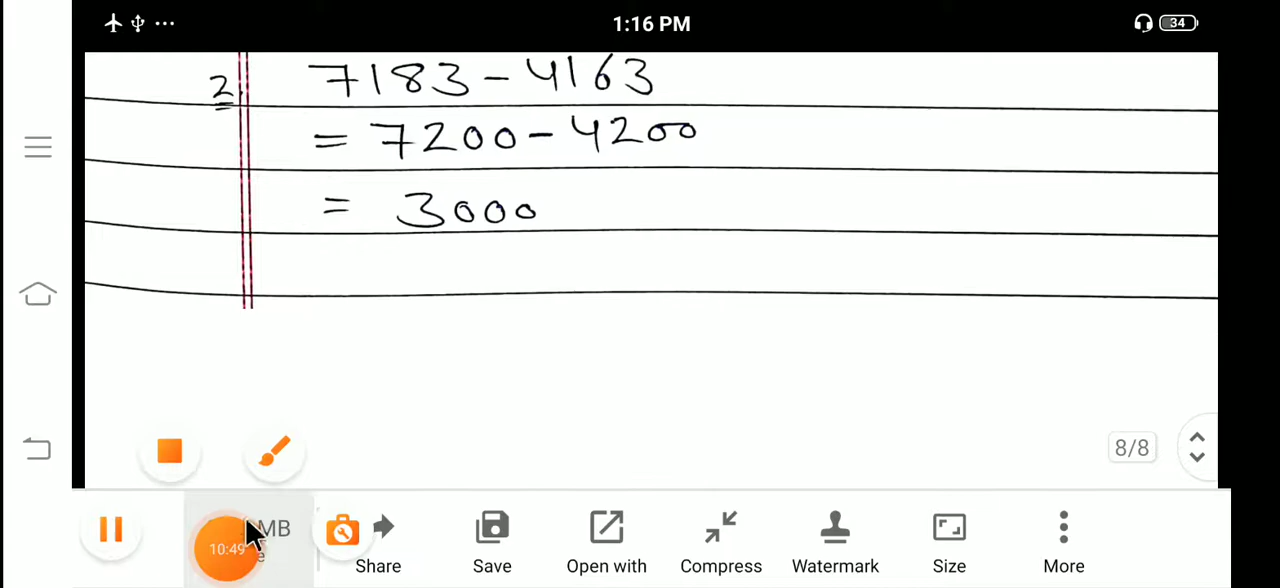 ... 1:16 PM 34
2. 7183 - 4163
= 7200 - 4200
= 3000
8/8
10:49 MB
Share Save Open with Compress Watermark Size More